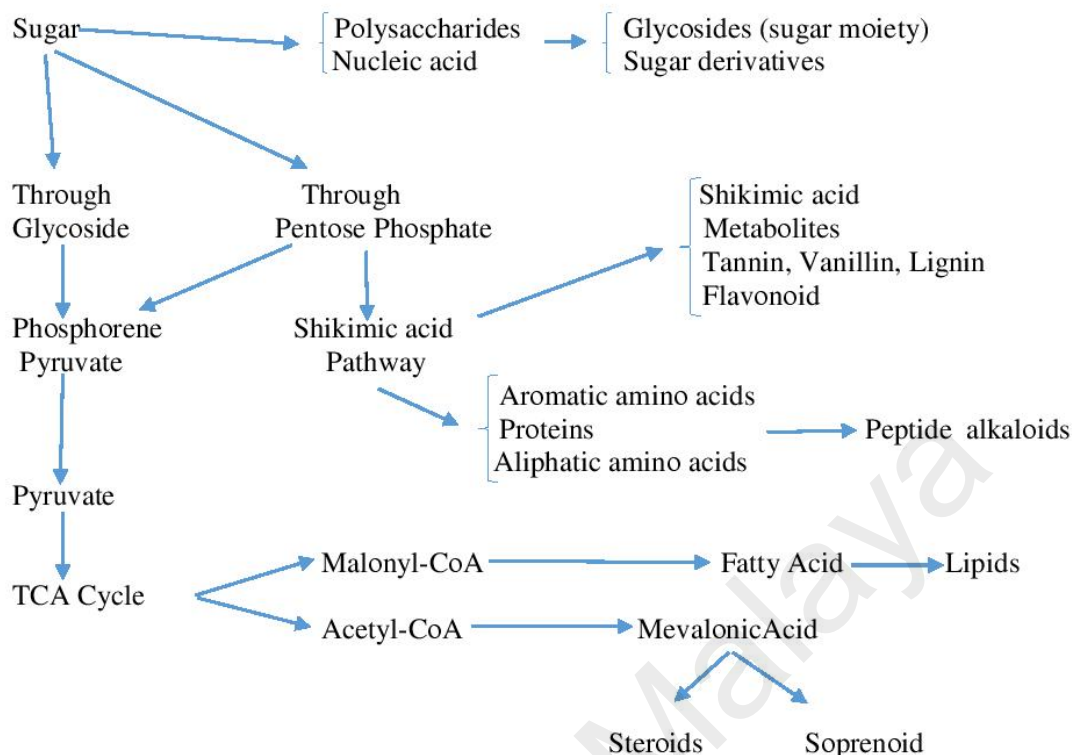 Sugar
Polysaccharides
Nucleic acid
Glycosides (sugar moiety)
Sugar derivatives
Through
Glycoside
Through
Pentose Phosphate
Shikimic acid
Metabolites
Tannin, Vanillin, Lignin
Flavonoid
Phosphorene
Pyruvate
Shikimic acid
Pathway
Aromatic amino acids
Proteins
Aliphatic amino acids
Peptide alkaloids
Pyruvate
TCA Cycle
Malonyl-CoA
Fatty Acid
Lipids
Acetyl-CoA
MevalonicAcid
Steroids
Soprenoid
Malaya